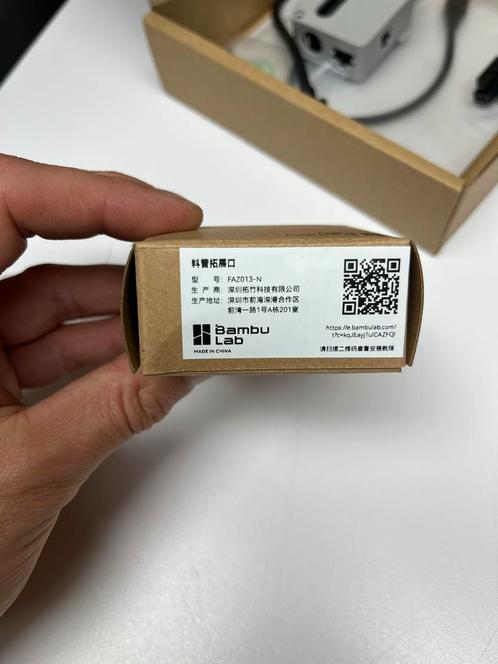 料管拓展口
型 号: FAZ013-N
生 产 商: 深圳拓竹科技有限公司
生产地址: 深圳市前海深港合作区
前湾一路1号A栋201室
Bambu
Lab
MADE IN CHINA
https://e.bambulab.com/
t?c=kqJEayjTulCAZFQl
请扫描二维码查看安装教程